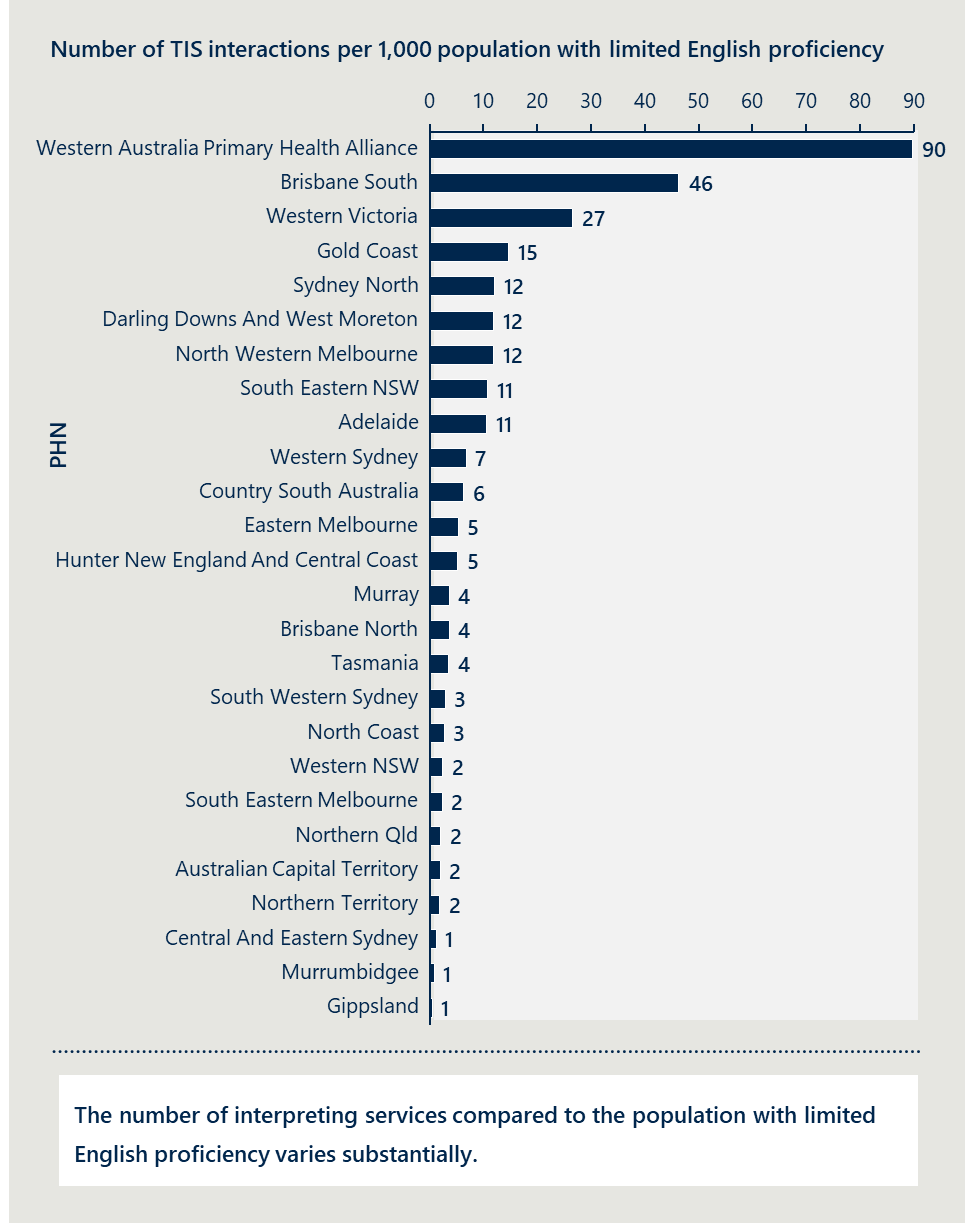 Number of TIS interactions per 1,000 population with limited English proficiency
0 10 20 30 40 50 60 70 80 90
PHN
Western Australia Primary Health Alliance 90
Brisbane South 46
Western Victoria 27
Gold Coast 15
Sydney North 12
Darling Downs And West Moreton 12
North Western Melbourne 12
South Eastern NSW 11
Adelaide 11
Western Sydney 7
Country South Australia 6
Eastern Melbourne 5
Hunter New England And Central Coast 5
Murray 4
Brisbane North 4
Tasmania 4
South Western Sydney 3
North Coast 3
Western NSW 2
South Eastern Melbourne 2
Northern Qld 2
Australian Capital Territory 2
Northern Territory 2
Central And Eastern Sydney 1
Murrumbidgee 1
Gippsland 1
The number of interpreting services compared to the population with limited
English proficiency varies substantially.